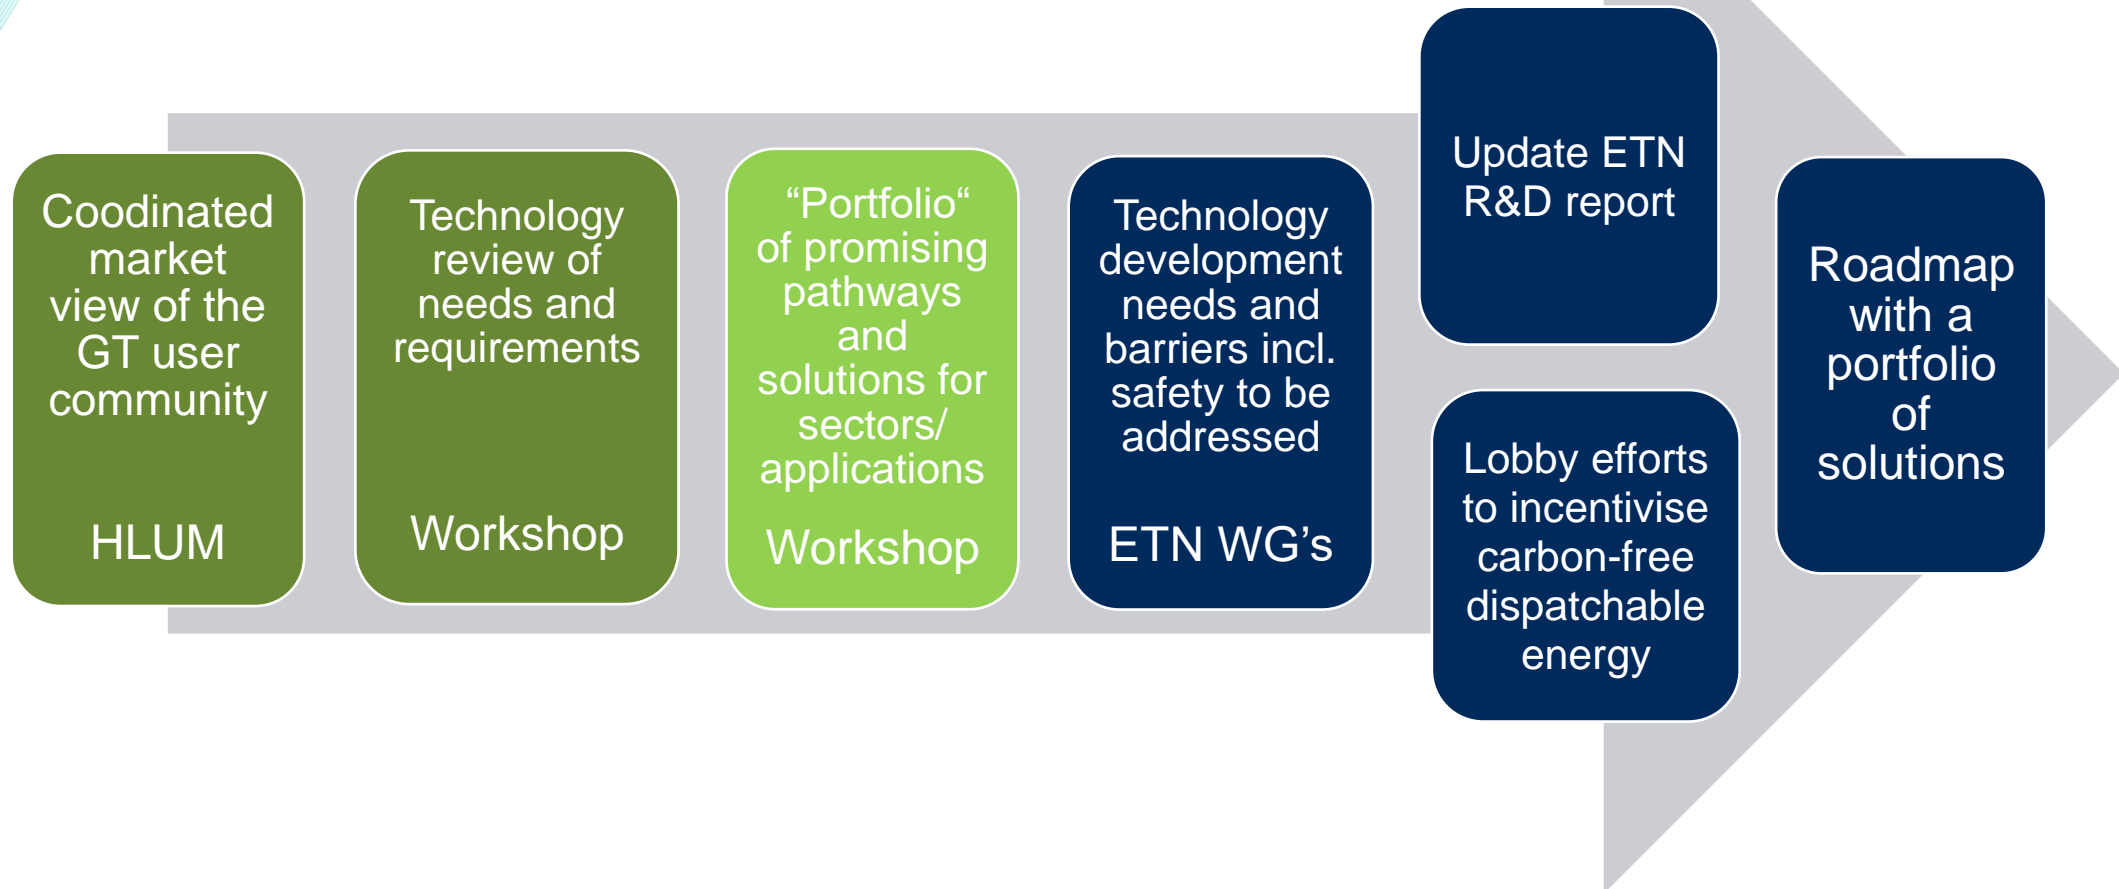 Coodinated
market
view of the
GT user
community
HLUM
Technology
review of
needs and
requirements
Workshop
“Portfolio“
of promising
pathways
and
solutions for
sectors/
applications
Workshop
Technology
development
needs and
barriers incl.
safety to be
addressed
ETN WG’s
Update ETN
R&D report
Lobby efforts
to incentivise
carbon-free
dispatchable
energy
Roadmap
with a
portfolio
of
solutions